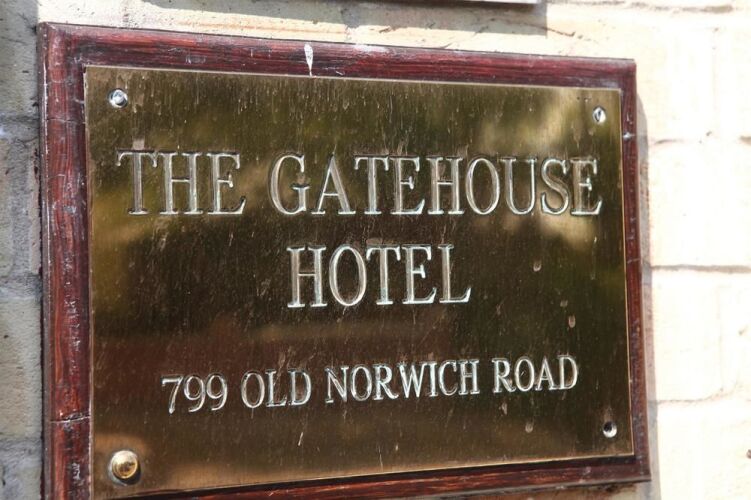 THE GATEHOUSE
HOTEL
799 OLD NORWICH ROAD